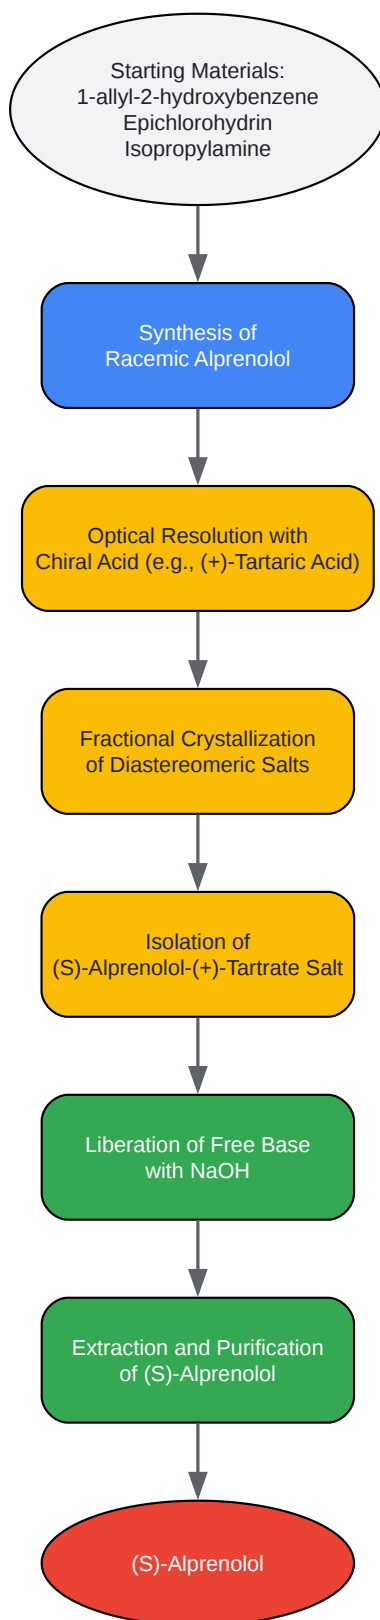 Starting Materials:
1-allyl-2-hydroxybenzene
Epichlorohydrin
Isopropylamine
Synthesis of
Racemic Alprenolol
Optical Resolution with
Chiral Acid (e.g., (+)-Tartaric Acid)
Fractional Crystallization
of Diastereomeric Salts
Isolation of
(S)-Alprenolol-(+)-Tartrate Salt
Liberation of Free Base
with NaOH
Extraction and Purification
of (S)-Alprenolol
(S)-Alprenolol